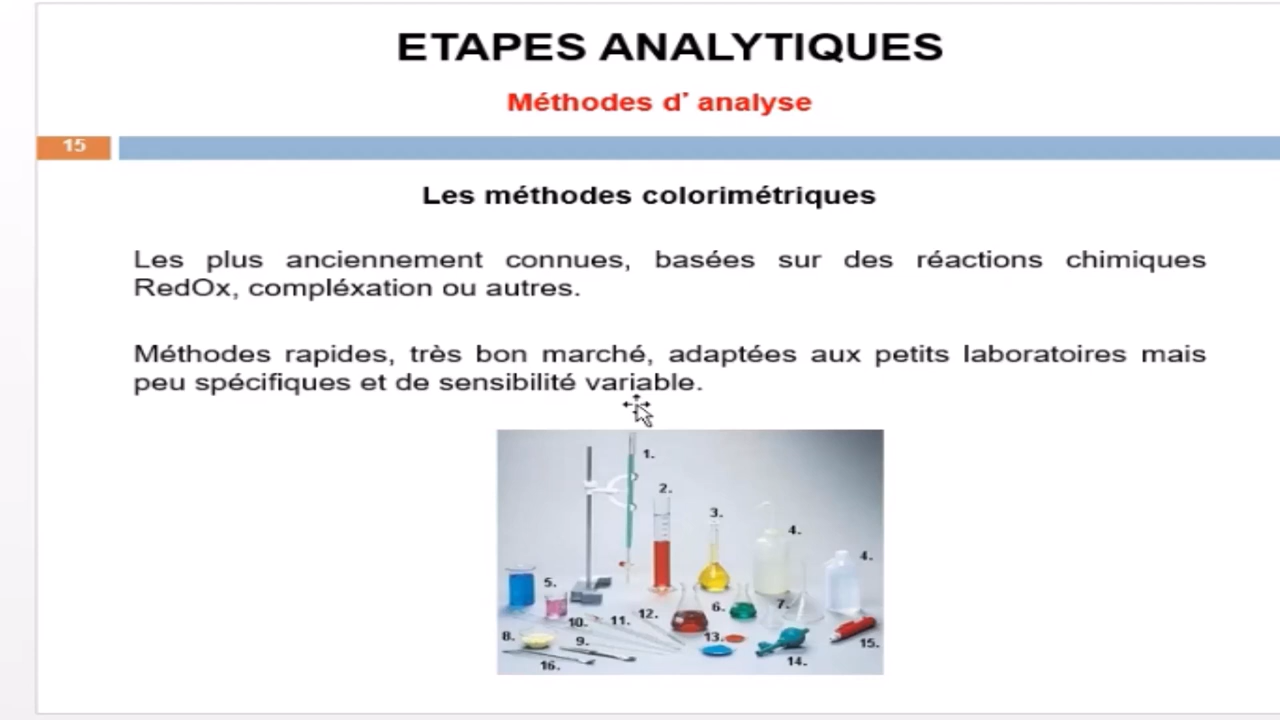 ETAPES ANALYTIQUES
Méthodes d' analyse
15
Les méthodes colorimétriques
Les plus anciennement connues, basées sur des réactions chimiques
RedOx, compléxation ou autres.
Méthodes rapides, très bon marché, adaptées aux petits laboratoires mais
peu spécifiques et de sensibilité variable.
1.
2.
3.
4.
4.
5.
6.
7.
12.
10.
11.
8.
9.
13.
15.
16.
14.